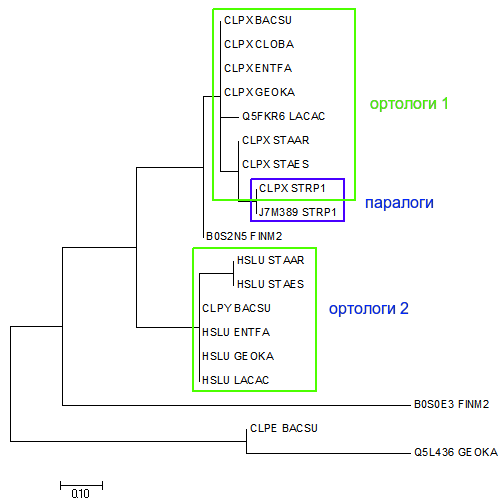 CLPX BACSU
CLPX CLOBA
CLPX ENTFA
CLPX GEOKA
ортологи 1
Q5FKR6 LACAC
CLPX STAAR
CLPX STAES
CLPX STRP1
паралоги
J7M389 STRP1
B0S2N5 FINM2
HSLU STAAR
HSLU STAES
CLPY BACSU
ортологи 2
HSLU ENTFA
HSLU GEOKA
HSLU LACAC
B0S0E3 FINM2
CLPE BACSU
Q5L436 GEOKA
0.10